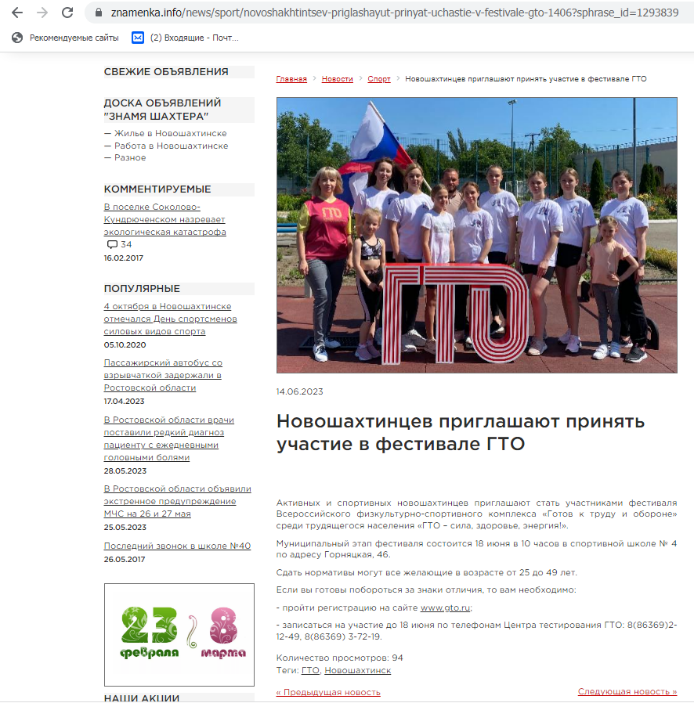 znamenka.info/news/sport/novoshakhtintsev-priglashayut-prinyat-uchastie-v-festivale-gto-1406?sphrase_id=1293839
Рекомендуемые сайты
(2) Входящие - Почт...
СВЕЖИЕ ОБЪЯВЛЕНИЯ
ДОСКА ОБЪЯВЛЕНИЙ
"ЗНАМЯ ШАХТЕРА"
— Жилье в Новошахтинске
— Работа в Новошахтинске
— Разное
КОММЕНТИРУЕМЫЕ
В поселке Соколово-
Кундрюченском назревает
экологическая катастрофа
34
16.02.2017
ПОПУЛЯРНЫЕ
4 октября в Новошахтинске
отмечался День спортсменов
силовых видов спорта
05.10.2020
Пассажирский автобус со
взрывчаткой задержали в
Ростовской области
17.04.2023
В Ростовской области врачи
поставили редкий диагноз
пациенту с ежедневными
головными болями
28.05.2023
В Ростовской области объявили
экстренное предупреждение
МЧС на 26 и 27 мая
25.05.2023
Последний звонок в школе №40
26.05.2017
23 8
февраля марта
НАШИ АКЦИИ
Главная > Новости > Спорт > Новошахтинцев приглашают принять участие в фестивале ГТО
ГТО
ГТО
14.06.2023
Новошахтинцев приглашают принять
участие в фестивале ГТО
Активных и спортивных новошахтинцев приглашают стать участниками фестиваля
Всероссийского физкультурно-спортивного комплекса «Готов к труду и обороне»
среди трудящегося населения «ГТО – сила, здоровье, энергия!».
Муниципальный этап фестиваля состоится 18 июня в 10 часов в спортивной школе № 4
по адресу Горняцкая, 46.
Сдать нормативы могут все желающие в возрасте от 25 до 49 лет.
Если вы готовы побороться за знаки отличия, то вам необходимо:
- пройти регистрацию на сайте www.gto.ru;
- записаться на участие до 18 июня по телефонам Центра тестирования ГТО: 8(86369)2-
12-49, 8(86369) 3-72-19.
Количество просмотров: 94
Теги: ГТО, Новошахтинск
« Предыдущая новость
Следующая новость »